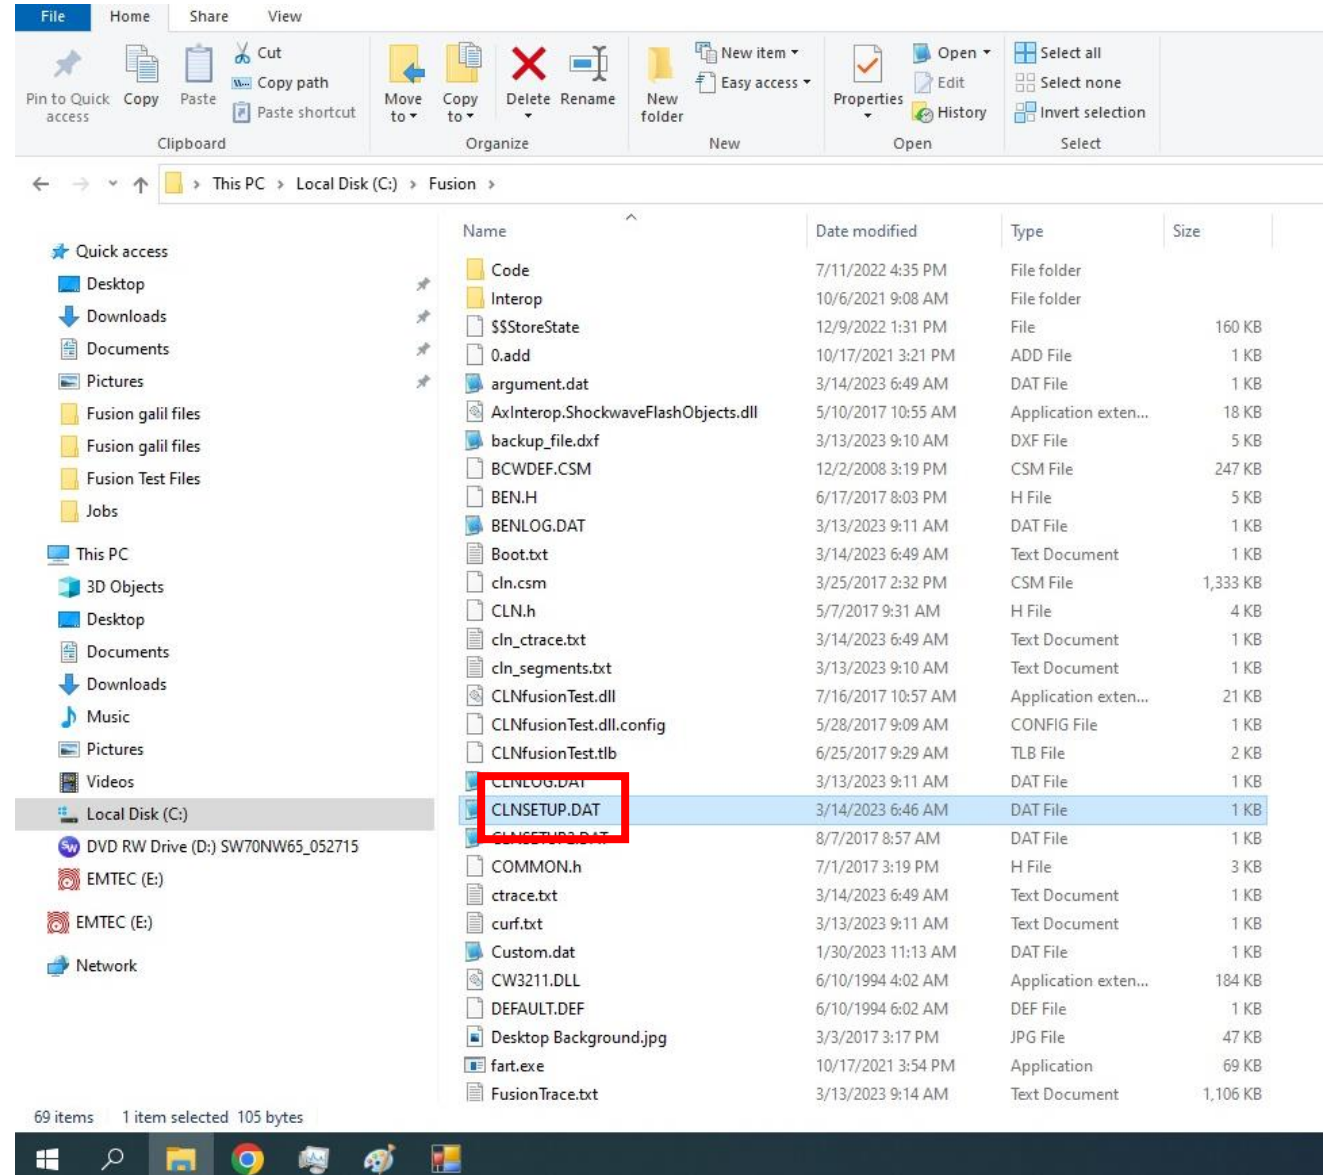 File Home Share View
Pin to Quick access
Copy
Paste
Cut
Copy path
Paste shortcut
Clipboard
Move to
Copy to
Delete
Rename
Organize
New folder
New item
Easy access
New
Properties
Open
Edit
History
Open
Select all
Select none
Invert selection
Select
This PC > Local Disk (C:) > Fusion >
Quick access
Desktop
Downloads
Documents
Pictures
Fusion galil files
Fusion galil files
Fusion Test Files
Jobs
This PC
3D Objects
Desktop
Documents
Downloads
Music
Pictures
Videos
Local Disk (C:)
DVD RW Drive (D:) SW70NW65_052715
EMTEC (E:)
EMTEC (E:)
Network
Name Date modified Type Size
Code 7/11/2022 4:35 PM File folder
Interop 10/6/2021 9:08 AM File folder
$$StoreState 12/9/2022 1:31 PM File 160 KB
0.add 10/17/2021 3:21 PM ADD File 1 KB
argument.dat 3/14/2023 6:49 AM DAT File 1 KB
AxInterop.ShockwaveFlashObjects.dll 5/10/2017 10:55 AM Application exten... 18 KB
backup_file.dxf 3/13/2023 9:10 AM DXF File 5 KB
BCWDEF.CSM 12/2/2008 3:19 PM CSM File 247 KB
BEN.H 6/17/2017 8:03 PM H File 5 KB
BENLOG.DAT 3/13/2023 9:11 AM DAT File 1 KB
Boot.txt 3/14/2023 6:49 AM Text Document 1 KB
cln.csm 3/25/2017 2:32 PM CSM File 1,333 KB
CLN.h 5/7/2017 9:31 AM H File 4 KB
cln_ctrace.txt 3/14/2023 6:49 AM Text Document 1 KB
cln_segments.txt 3/13/2023 9:10 AM Text Document 1 KB
CLNfusionTest.dll 7/16/2017 10:57 AM Application exten... 21 KB
CLNfusionTest.dll.config 5/28/2017 9:09 AM CONFIG File 1 KB
CLNfusionTest.tlb 6/25/2017 9:29 AM TLB File 2 KB
CLNLOG.DAT 3/13/2023 9:11 AM DAT File 1 KB
CLNSETUP.DAT 3/14/2023 6:46 AM DAT File 1 KB
CLNSETUP2.DAT 8/7/2017 8:57 AM DAT File 1 KB
COMMON.h 7/1/2017 3:19 PM H File 3 KB
ctrace.txt 3/14/2023 6:49 AM Text Document 1 KB
curf.txt 3/13/2023 9:11 AM Text Document 1 KB
Custom.dat 1/30/2023 11:13 AM DAT File 1 KB
CW3211.DLL 6/10/1994 4:02 AM Application exten... 184 KB
DEFAULT.DEF 6/10/1994 6:02 AM DEF File 1 KB
Desktop Background.jpg 3/3/2017 3:17 PM JPG File 47 KB
fart.exe 10/17/2021 3:54 PM Application 69 KB
FusionTrace.txt 3/13/2023 9:14 AM Text Document 1,106 KB
69 items 1 item selected 105 bytes